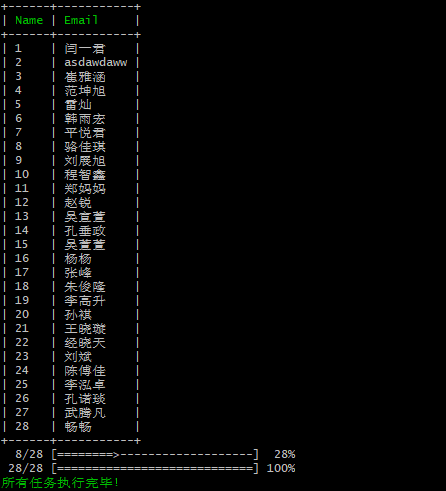 +------+-----------+
| Name | Email     |
+------+-----------+
| 1    | 闫一君    |
| 2    | asdawdaww |
| 3    | 崔雅涵    |
| 4    | 范坤旭    |
| 5    | 雷灿      |
| 6    | 韩雨宏    |
| 7    | 平悦君    |
| 8    | 骆佳琪    |
| 9    | 刘展旭    |
| 10   | 程智鑫    |
| 11   | 郑妈妈    |
| 12   | 赵锐      |
| 13   | 吴宣萱    |
| 14   | 孔垂政    |
| 15   | 吴萱萱    |
| 16   | 杨杨      |
| 17   | 张峰      |
| 18   | 朱俊隆    |
| 19   | 李高升    |
| 20   | 孙祺      |
| 21   | 王晓璇    |
| 22   | 经晓天    |
| 23   | 刘斌      |
| 24   | 陈傅佳    |
| 25   | 李泓卓    |
| 26   | 孔诺琰    |
| 27   | 武腾凡    |
| 28   | 畅畅      |
+------+-----------+
  8/28 [========>-------------------]  28%
 28/28 [============================] 100%
所有任务执行完毕!